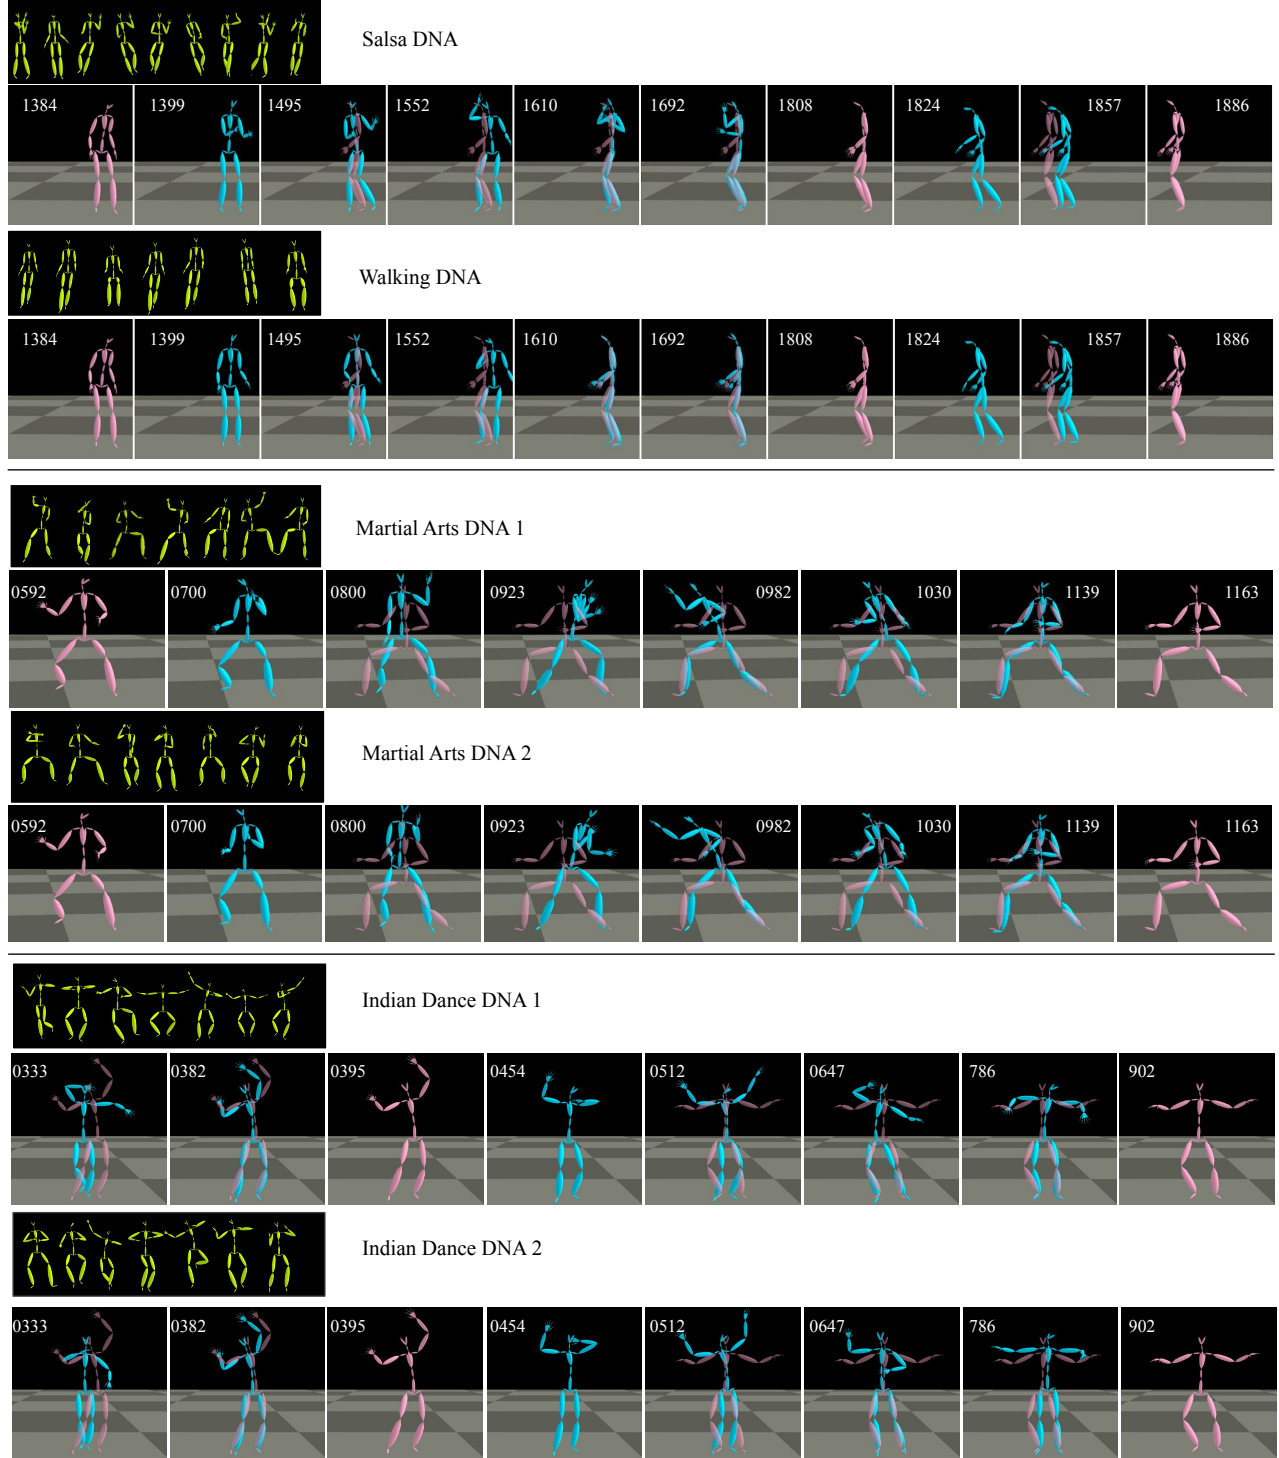 Salsa DNA
1384 1399 1495 1552 1610 1692 1808 1824 1857 1886
Walking DNA
1384 1399 1495 1552 1610 1692 1808 1824 1857 1886
Martial Arts DNA 1
0592 0700 0800 0923 0982 1030 1139 1163
Martial Arts DNA 2
0592 0700 0800 0923 0982 1030 1139 1163
Indian Dance DNA 1
0333 0382 0395 0454 0512 0647 786 902
Indian Dance DNA 2
0333 0382 0395 0454 0512 0647 786 902